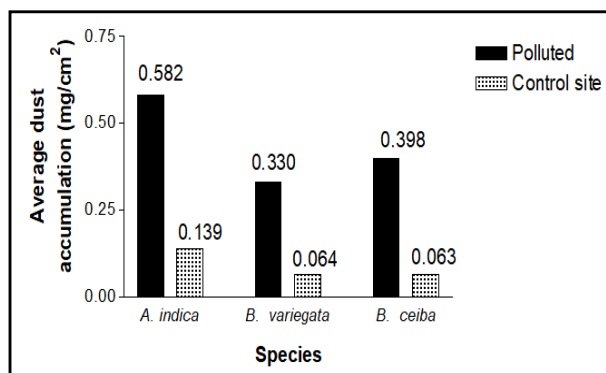 Average dust
accumulation (mg/cm²)
0.75
0.50
0.25
0.00
0.582
0.139
0.330
0.064
0.398
0.063
Polluted
Control site
A. indica
B. variegata
B. ceiba
Species